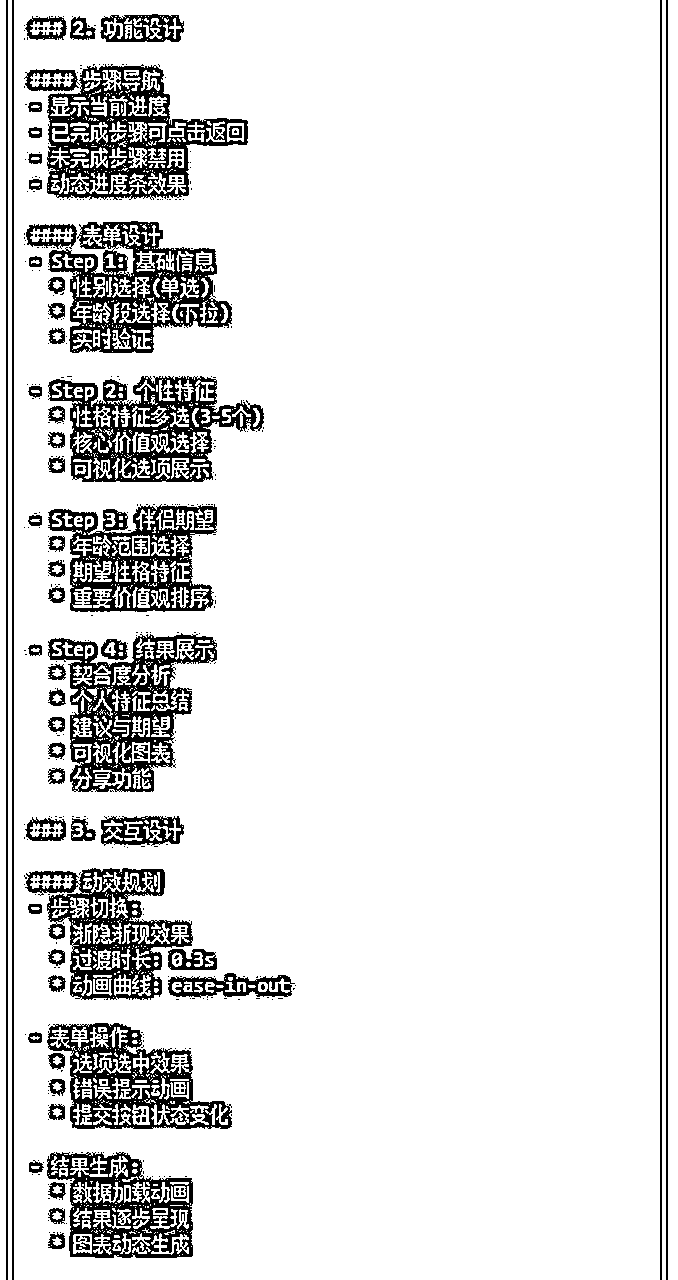 ### 2. 功能设计
#### 步骤导航
- 显示当前进度
- 已完成步骤可点击返回
- 未完成步骤禁用
- 动态进度条效果
#### 表单设计
- Step 1: 基础信息
* 性别选择(单选)
* 年龄段选择(下拉)
* 实时验证
- Step 2: 个性特征
* 性格特征多选(3-5个)
* 核心价值观选择
* 可视化选项展示
- Step 3: 伴侣期望
* 年龄范围选择
* 期望性格特征
* 重要价值观排序
- Step 4: 结果展示
* 契合度分析
* 个人特征总结
* 建议与期望
* 可视化图表
* 分享功能
### 3. 交互设计
#### 动效规划
- 步骤切换:
* 渐隐渐现效果
* 过渡时长: 0.3s
* 动画曲线: ease-in-out
- 表单操作:
* 选项选中效果
* 错误提示动画
* 提交按钮状态变化
- 结果生成:
* 数据加载动画
* 结果逐步呈现
* 图表动态生成